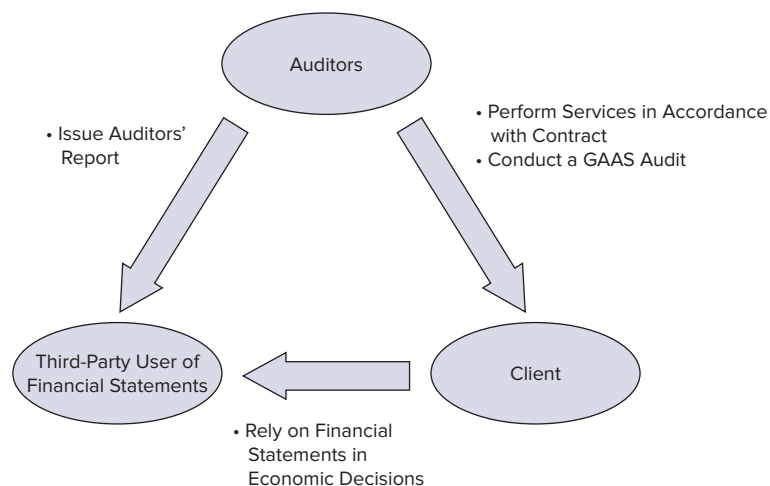 Auditors
• Issue Auditors'
Report
• Perform Services in Accordance
with Contract
• Conduct a GAAS Audit
Third-Party User of
Financial Statements
Client
• Rely on Financial
Statements in
Economic Decisions